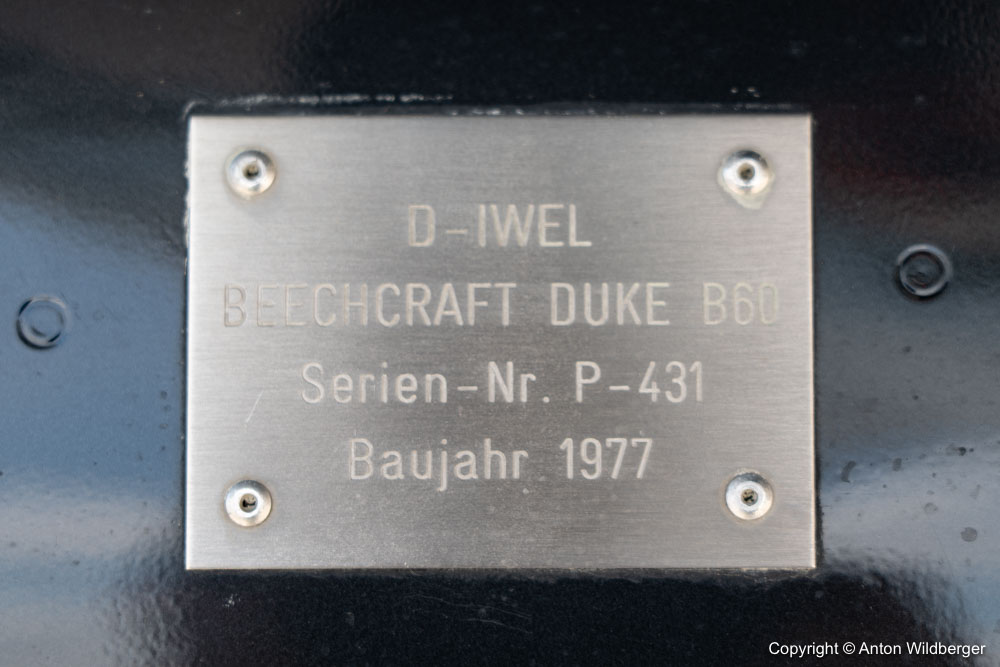 D-IWEL
BEECHCRAFT DUKE B60
Serien-Nr. P-431
Baujahr 1977
Copyright © Anton Wildberger